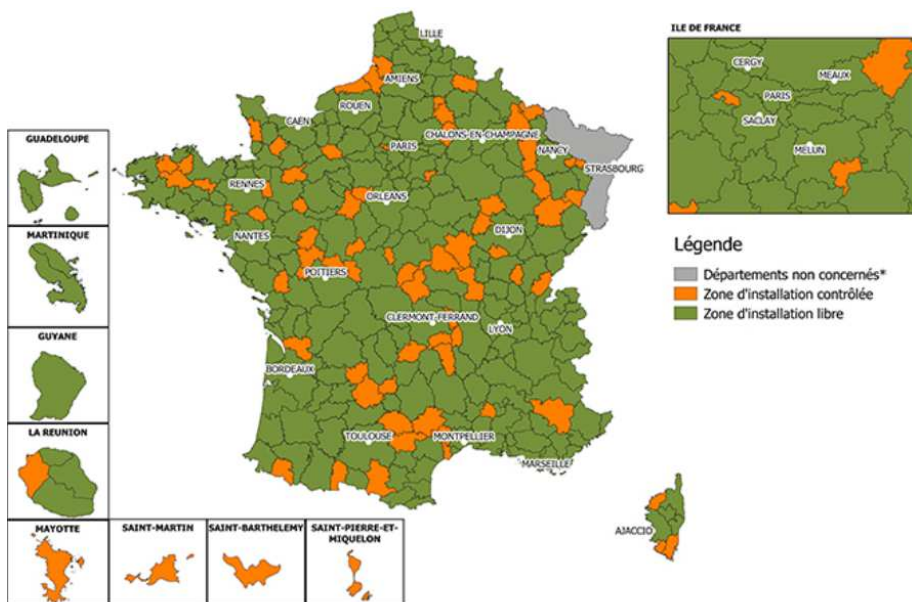 LILLE
AMIENS
ROUEN
CAEN
CHALONS-EN-CHAMPAGNE
PARIS
NANCY
STRASBOURG
RENNES
ORLEANS
NANTES
DIJON
POITIERS
CLERMONT-FERRAND
LYON
BORDEAUX
TOULOUSE
MONTPELLIER
MARSEILLE
AJACCIO
ILE DE FRANCE
CERGY
MEAUX
PARIS
SACLAY
MELUN
Légende
Départements non concernés*
Zone d'installation contrôlée
Zone d'installation libre
GUADELOUPE
MARTINIQUE
GUYANE
LA REUNION
MAYOTTE
SAINT-MARTIN
SAINT-BARTHELEMY
SAINT-PIERRE-ET-
MIQUELON